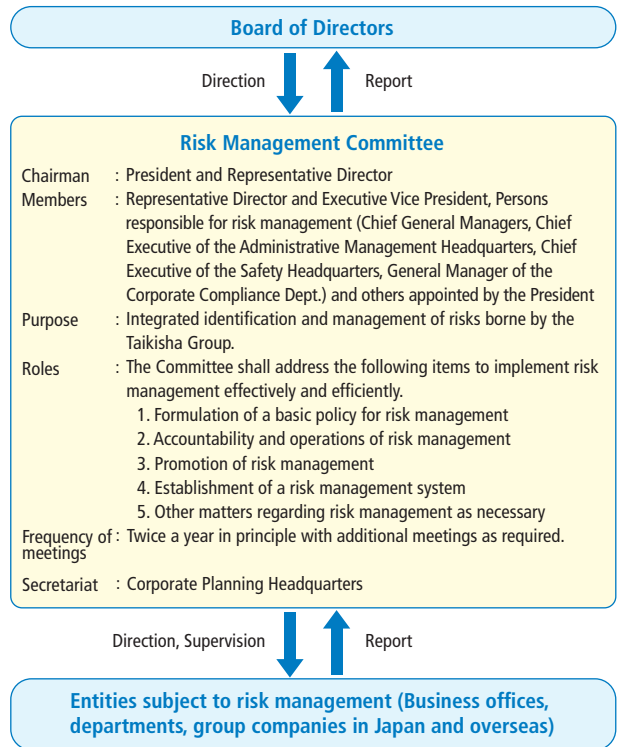 Board of Directors
Direction
Report
Risk Management Committee
Chairman : President and Representative Director
Members : Representative Director and Executive Vice President, Persons
responsible for risk management (Chief General Managers, Chief
Executive of the Administrative Management Headquarters, Chief
Executive of the Safety Headquarters, General Manager of the
Corporate Compliance Dept.) and others appointed by the President
Purpose : Integrated identification and management of risks borne by the
Taikisha Group.
Roles : The Committee shall address the following items to implement risk
management effectively and efficiently.
1. Formulation of a basic policy for risk management
2. Accountability and operations of risk management
3. Promotion of risk management
4. Establishment of a risk management system
5. Other matters regarding risk management as necessary
Frequency of : Twice a year in principle with additional meetings as required.
meetings
Secretariat : Corporate Planning Headquarters
Direction, Supervision
Report
Entities subject to risk management (Business offices,
departments, group companies in Japan and overseas)